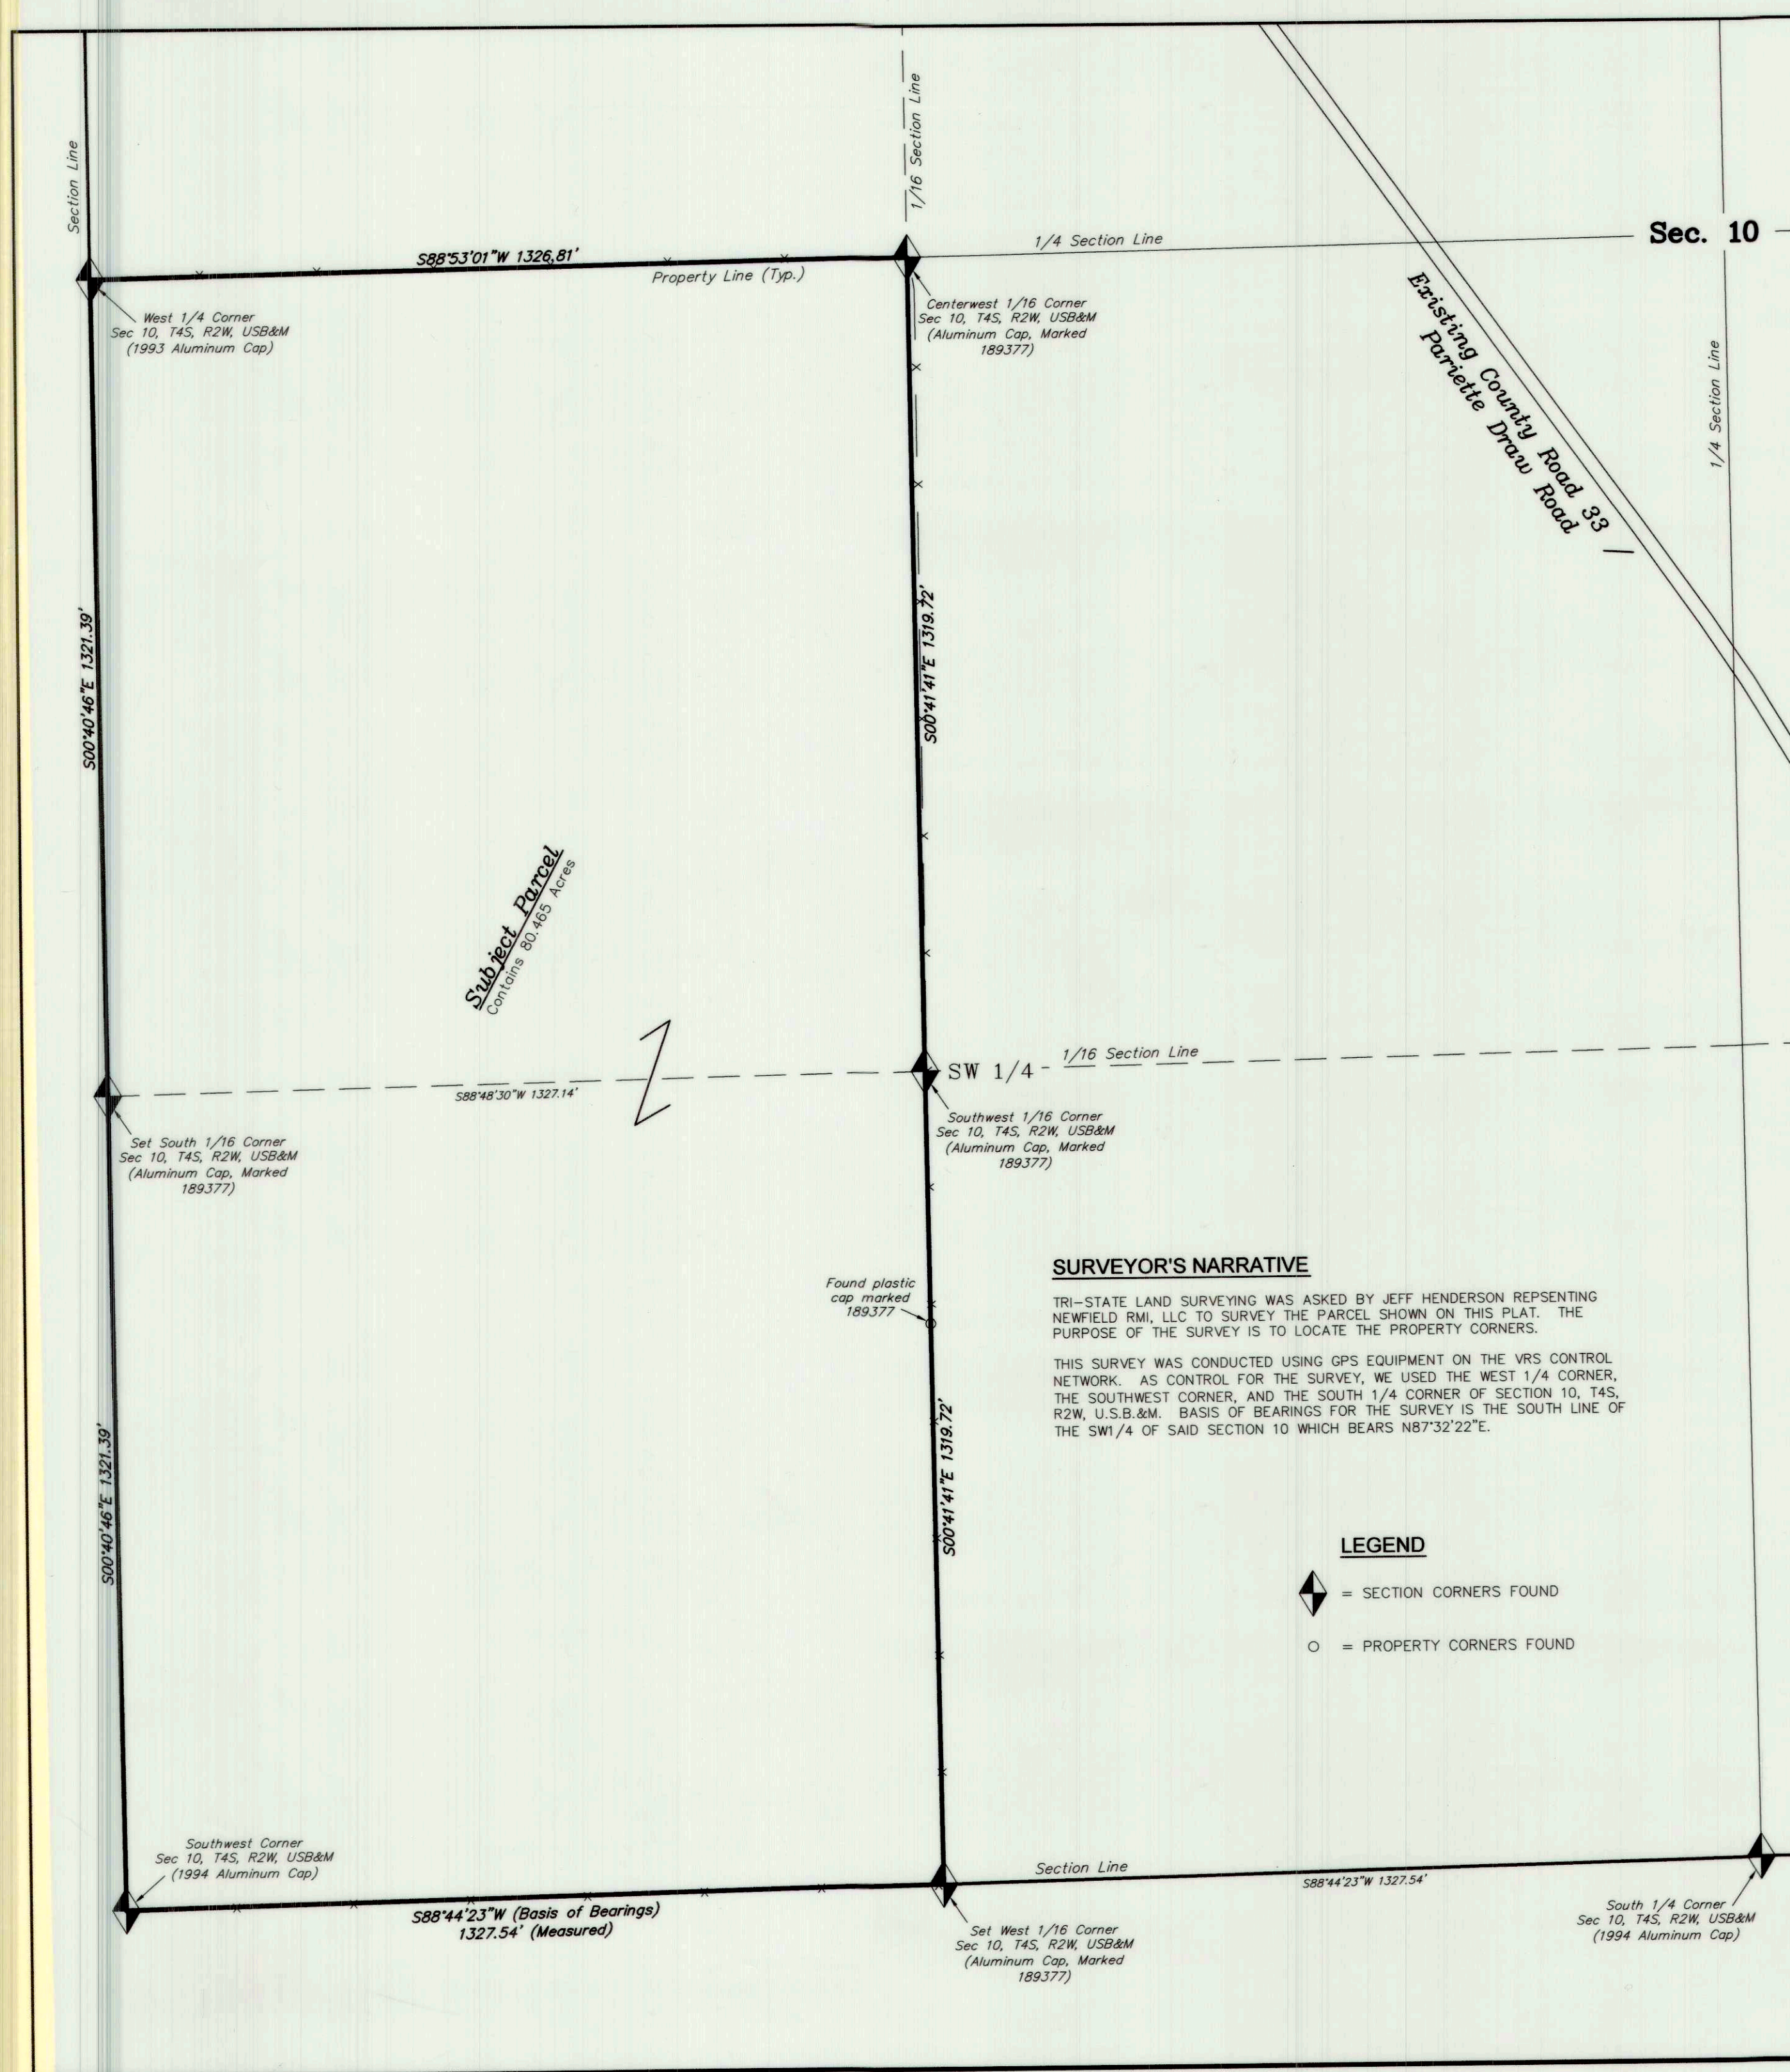 Section Line
1/16 Section Line
S88°53'01"W 1326.81'
Property Line (Typ.)
1/4 Section Line
Sec. 10
West 1/4 Corner
Sec 10, T4S, R2W, USB&M
(1993 Aluminum Cap)
Centerwest 1/16 Corner
Sec 10, T4S, R2W, USB&M
(Aluminum Cap, Marked
189377)
Existing County Road 33
Pariette Draw Road
1/4 Section Line
S00°40'46"E 1321.39'
S00°41'41"E 1319.72'
Subject Parcel
Contains 80.465 Acres
SW 1/4
1/16 Section Line
S88°48'30"W 1327.14'
Southwest 1/16 Corner
Sec 10, T4S, R2W, USB&M
(Aluminum Cap, Marked
189377)
Set South 1/16 Corner
Sec 10, T4S, R2W, USB&M
(Aluminum Cap, Marked
189377)
Found plastic
cap marked
189377
SURVEYOR'S NARRATIVE
TRI-STATE LAND SURVEYING WAS ASKED BY JEFF HENDERSON REPSENTING
NEWFIELD RMI, LLC TO SURVEY THE PARCEL SHOWN ON THIS PLAT. THE
PURPOSE OF THE SURVEY IS TO LOCATE THE PROPERTY CORNERS.
THIS SURVEY WAS CONDUCTED USING GPS EQUIPMENT ON THE VRS CONTROL
NETWORK. AS CONTROL FOR THE SURVEY, WE USED THE WEST 1/4 CORNER,
THE SOUTHWEST CORNER, AND THE SOUTH 1/4 CORNER OF SECTION 10, T4S,
R2W, U.S.B.&M. BASIS OF BEARINGS FOR THE SURVEY IS THE SOUTH LINE OF
THE SW1/4 OF SAID SECTION 10 WHICH BEARS N87°32'22"E.
S00°40'46"E 1321.39'
S00°41'41"E 1319.72'
LEGEND
= SECTION CORNERS FOUND
= PROPERTY CORNERS FOUND
Southwest Corner
Sec 10, T4S, R2W, USB&M
(1994 Aluminum Cap)
Section Line
S88°44'23"W 1327.54'
S88°44'23"W (Basis of Bearings)
1327.54' (Measured)
Set West 1/16 Corner
Sec 10, T4S, R2W, USB&M
(Aluminum Cap, Marked
189377)
South 1/4 Corner
Sec 10, T4S, R2W, USB&M
(1994 Aluminum Cap)